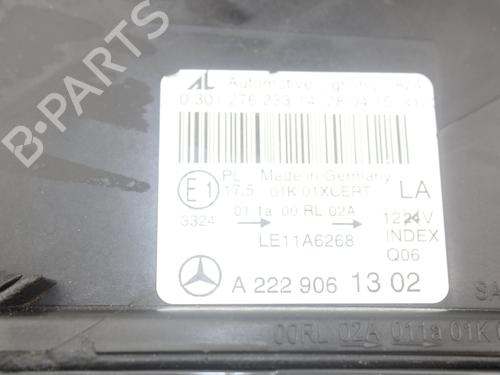 AL Automotive Lighting
0 301 276 233 14 28.04.15
PL Made in Germany
E1 17,5 01K 01XCERT LA
3324 01 1a 00 RL 02A 12 24V
LE11A6268 INDEX
Q06
A 222 906 13 02
SA
00RL 02A 011a 01K
B-Parts